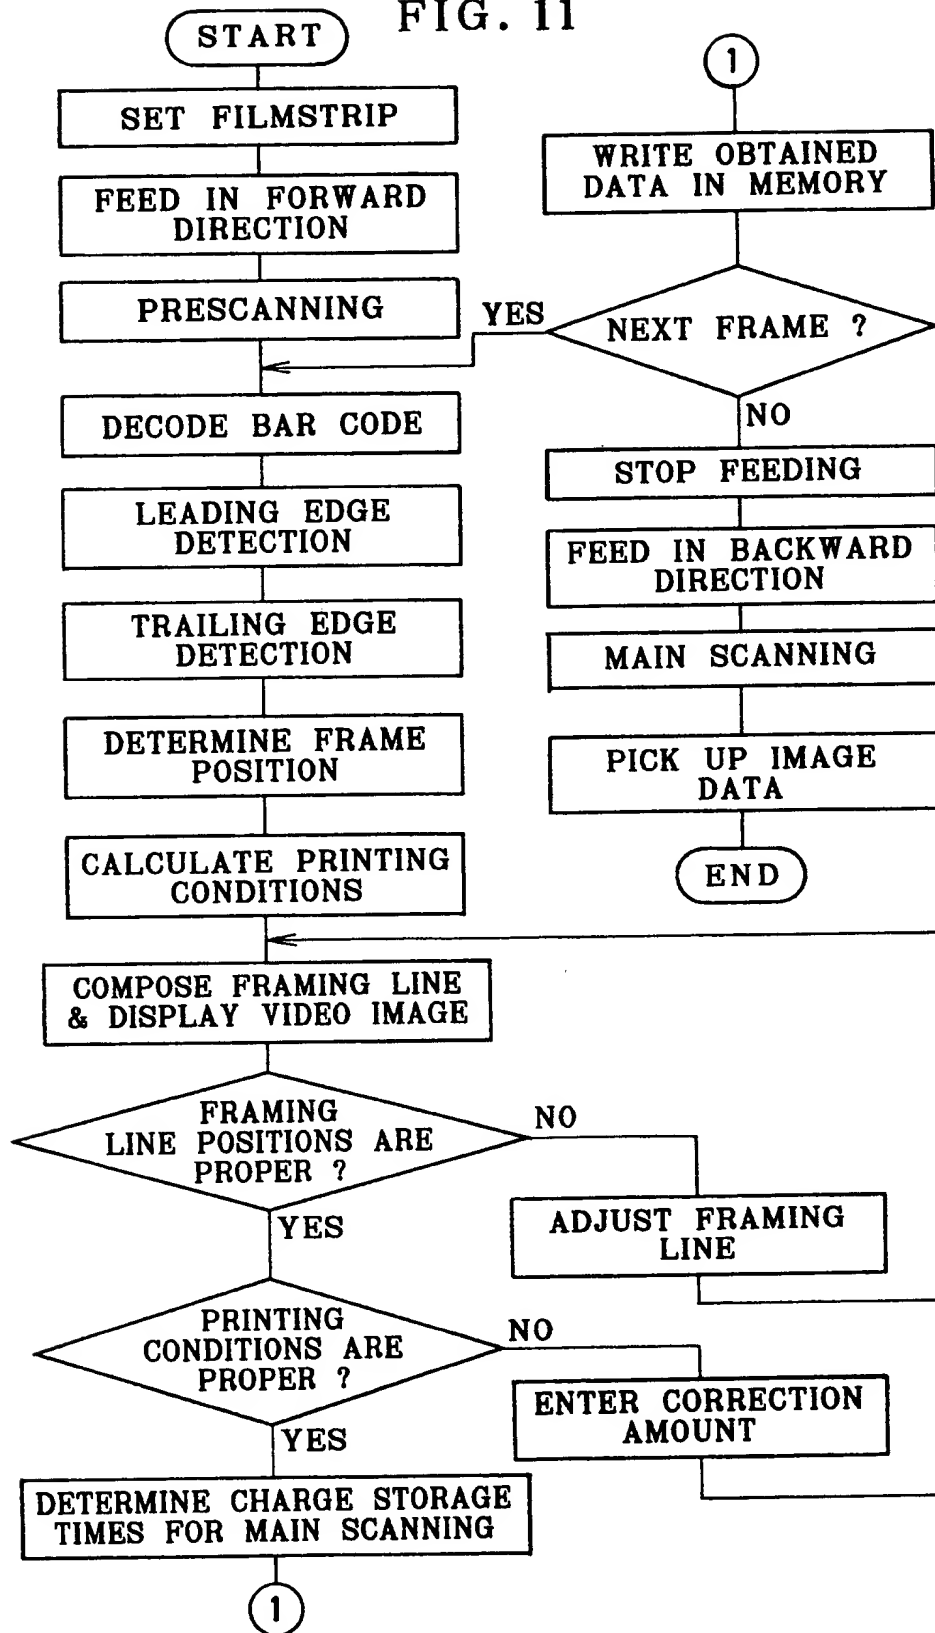 FIG. 11
START
SET FILMSTRIP
FEED IN FORWARD
DIRECTION
PRESCANNING
DECODE BAR CODE
LEADING EDGE
DETECTION
TRAILING EDGE
DETECTION
DETERMINE FRAME
POSITION
CALCULATE PRINTING
CONDITIONS
COMPOSE FRAMING LINE
& DISPLAY VIDEO IMAGE
FRAMING
LINE POSITIONS ARE
PROPER ?
NO
YES
ADJUST FRAMING
LINE
PRINTING
CONDITIONS ARE
PROPER ?
NO
YES
ENTER CORRECTION
AMOUNT
DETERMINE CHARGE STORAGE
TIMES FOR MAIN SCANNING
1
1
WRITE OBTAINED
DATA IN MEMORY
NEXT FRAME ?
YES
NO
STOP FEEDING
FEED IN BACKWARD
DIRECTION
MAIN SCANNING
PICK UP IMAGE
DATA
END